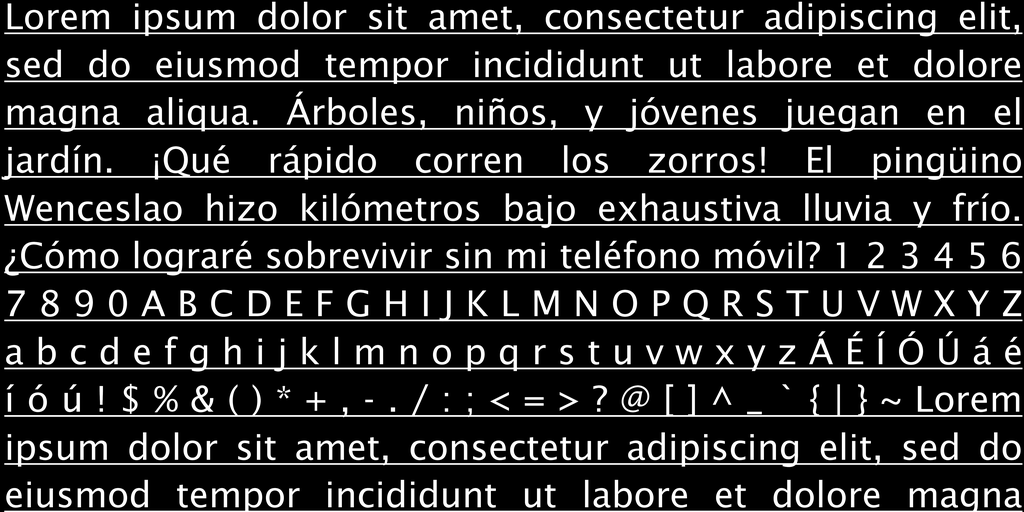 Lorem ipsum dolor sit amet, consectetur adipiscing elit,
sed do eiusmod tempor incididunt ut labore et dolore
magna aliqua. Árboles, niños, y jóvenes juegan en el
jardín. ¡Qué rápido corren los zorros! El pingüino
Wenceslao hizo kilómetros bajo exhaustiva lluvia y frío.
¿Cómo lograré sobrevivir sin mi teléfono móvil? 1 2 3 4 5 6
7 8 9 0 A B C D E F G H I J K L M N O P Q R S T U V W X Y Z
a b c d e f g h i j k l m n o p q r s t u v w x y z Á É Í Ó Ú á é
í ó ú ! $ % & ( ) * + , - . / : ; < = > ? @ [ ] ^ _ ` { | } ~ Lorem
ipsum dolor sit amet, consectetur adipiscing elit, sed do
eiusmod tempor incididunt ut labore et dolore magna